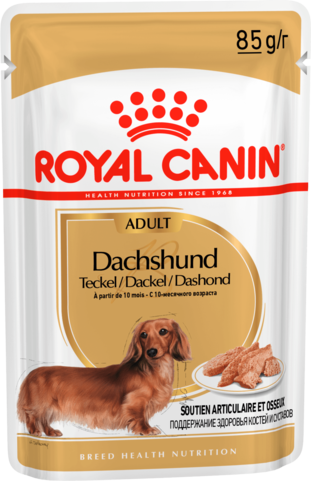 85 g/г
ROYAL CANIN
HEALTH NUTRITION SINCE 1968
ADULT
Dachshund
Teckel/Dackel/Dashond
À partir de 10 mois - С 10-месячного возраста
SOUTIEN ARTICULAIRE ET OSSEUX
ПОДДЕРЖАНИЕ ЗДОРОВЬЯ КОСТЕЙ И СУСТАВОВ
BREED HEALTH NUTRITION